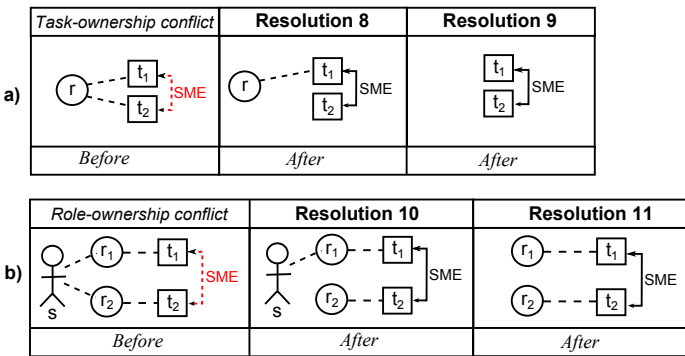 Task-ownership conflict Resolution 8 Resolution 9
a)
r t1 t2 SME
r t1 t2 SME
t1 t2 SME
Before After After
Role-ownership conflict Resolution 10 Resolution 11
b)
s r1 t1 r2 t2 SME
s r1 t1 r2 t2 SME
r1 t1 r2 t2 SME
Before After After